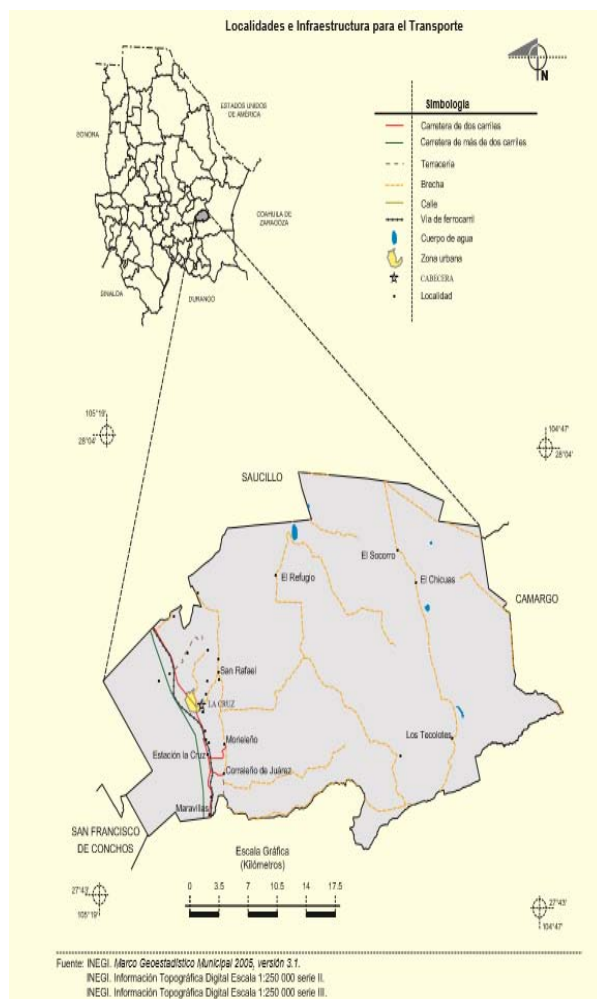 Localidades e Infraestructura para el Transporte
N
ESTADOS UNIDOS
DE AMÉRICA
SONORA
COAHUILA DE
ZARAGOZA
SINALOA
DURANGO
Simbología
Carretera de dos carriles
Carretera de más de dos carriles
Terracería
Brecha
Calle
Vía de ferrocarril
Cuerpo de agua
Zona urbana
CABECERA
Localidad
105°19'
28°04'
104°47'
28°04'
SAUCILLO
El Socorro
El Refugio
El Chicuas
CAMARGO
San Rafael
LA CRUZ
Moreleño
Los Tecolotes
Estación la Cruz
Corraleño de Juárez
Maravillas
SAN FRANCISCO
DE CONCHOS
Escala Gráfica
(Kilómetros)
0 3.5 7 10.5 14 17.5
27°43'
105°19'
27°43'
104°47'
Fuente: INEGI. Marco Geoestadístico Municipal 2005, versión 3.1.
INEGI. Información Topográfica Digital Escala 1:250 000 serie II.
INEGI. Información Topográfica Digital Escala 1:250 000 serie III.